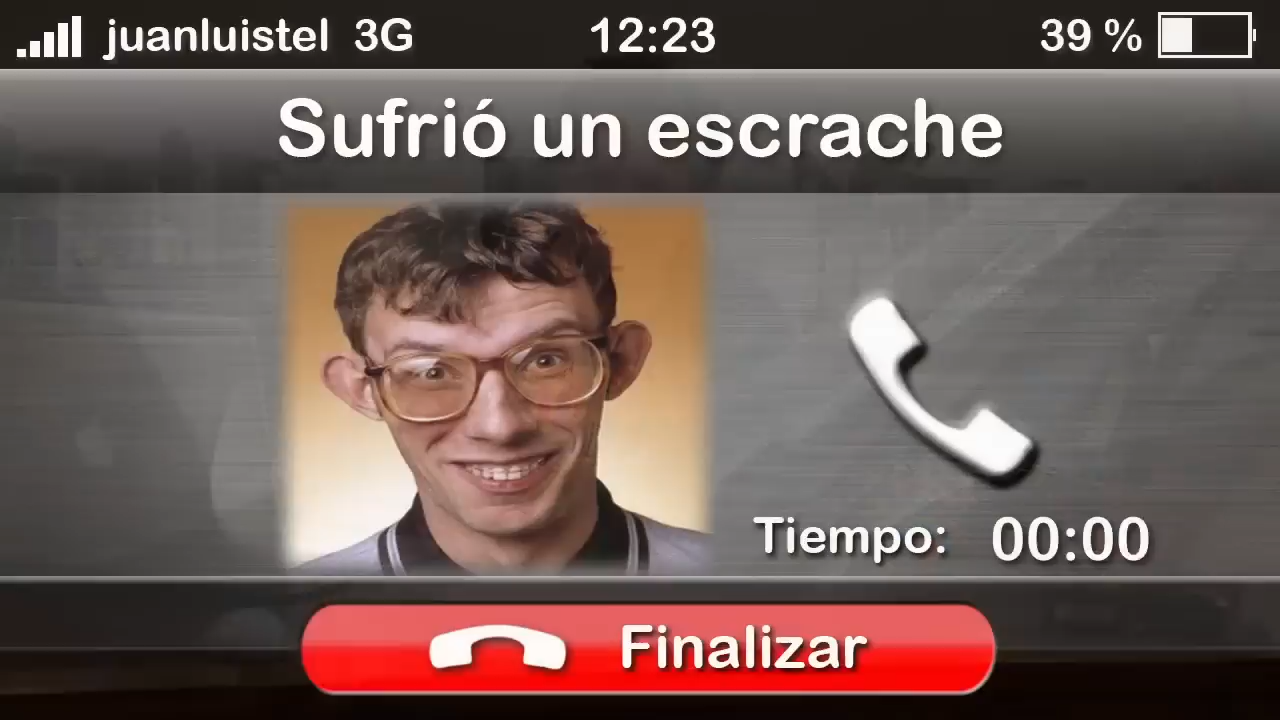 juanluistel 3G 12:23 39 %
Sufrió un escrache
Tiempo: 00:00
Finalizar